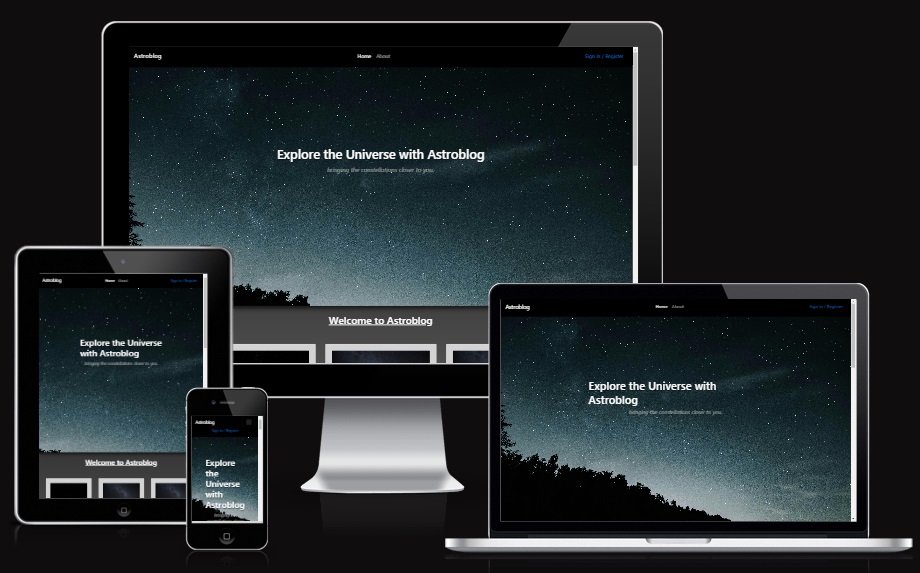 Astroblog
Home About
Sign in / Register
Explore the Universe with Astroblog
bringing the constellations closer to you.
Welcome to Astroblog
Astroblog
Home About
Sign in / Register
Explore the Universe
with Astroblog
bringing the constellations closer to you.
Welcome to Astroblog
Astroblog
Sign in / Register
Explore
the
Universe
with
Astroblog
Astroblog
Home About
Sign in / Register
Explore the Universe with
Astroblog
bringing the constellations closer to you.